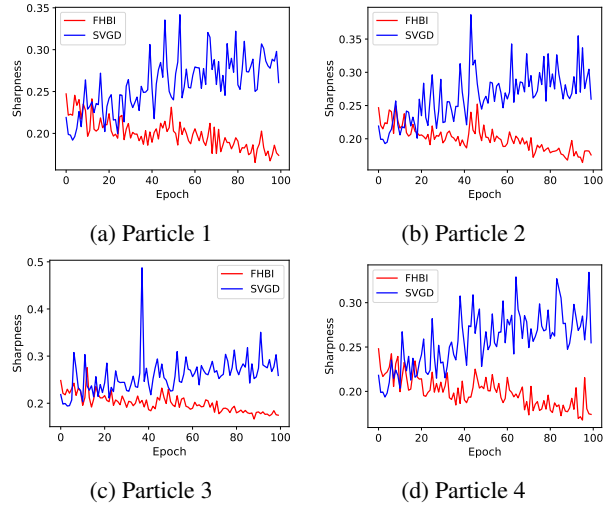 FHBI
SVGD
0.35
0.30
0.25
0.20
Sharpness
0 20 40 60 80 100
Epoch
(a) Particle 1
FHBI
SVGD
0.35
0.30
0.25
0.20
Sharpness
0 20 40 60 80 100
Epoch
(b) Particle 2
FHBI
SVGD
0.5
0.4
0.3
0.2
Sharpness
0 20 40 60 80 100
Epoch
(c) Particle 3
FHBI
SVGD
0.30
0.25
0.20
Sharpness
0 20 40 60 80 100
Epoch
(d) Particle 4